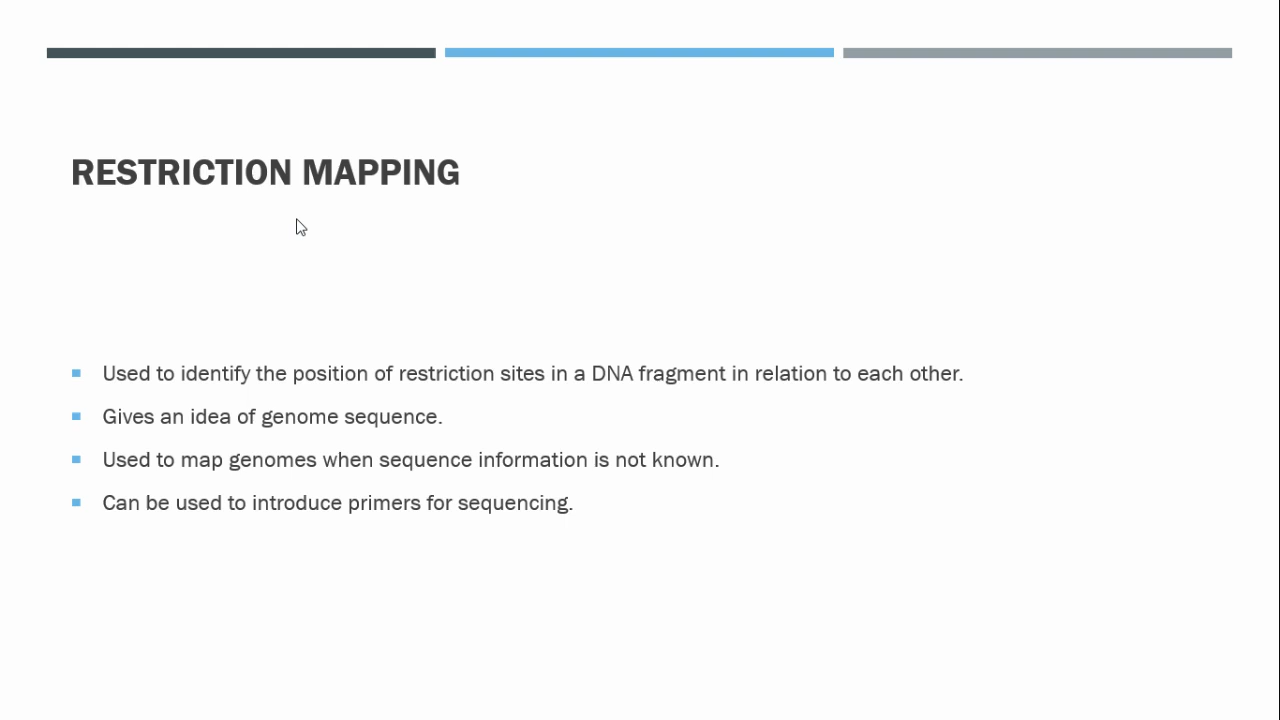 RESTRICTION MAPPING
Used to identify the position of restriction sites in a DNA fragment in relation to each other.
Gives an idea of genome sequence.
Used to map genomes when sequence information is not known.
Can be used to introduce primers for sequencing.